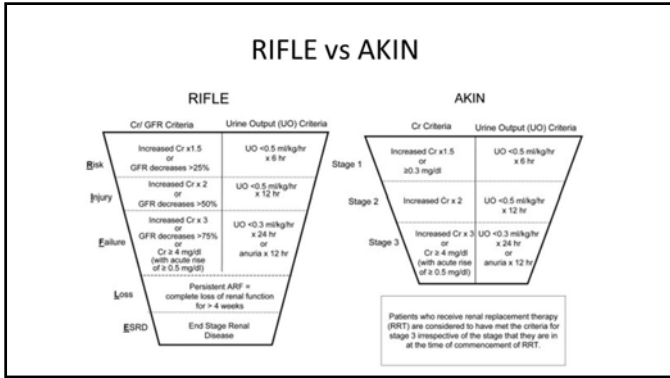 RIFLE vs AKIN
RIFLE
Cr/ GFR Criteria
Urine Output (UO) Criteria
Risk
Increased Cr x1.5
or
GFR decreases >25%
UO <0.5 ml/kg/hr
x 6 hr
Injury
Increased Cr x 2
or
GFR decreases >50%
UO <0.5 ml/kg/hr
x 12 hr
Failure
Increased Cr x 3
or
GFR decreases >75%
or
Cr ≥ 4 mg/dl
(with acute rise
of ≥ 0.5 mg/dl)
UO <0.3 ml/kg/hr
x 24 hr
or
anuria x 12 hr
Loss
Persistent ARF =
complete loss of renal function
for > 4 weeks
ESRD
End Stage Renal
Disease
AKIN
Cr Criteria
Urine Output (UO) Criteria
Stage 1
Increased Cr x1.5
or
≥0.3 mg/dl
UO <0.5 ml/kg/hr
x 6 hr
Stage 2
Increased Cr x 2
UO <0.5 ml/kg/hr
x 12 hr
Stage 3
Increased Cr x 3
or
Cr ≥ 4 mg/dl
(with acute rise
of ≥ 0.5 mg/dl)
UO <0.3 ml/kg/hr
x 24 hr
or
anuria x 12 hr
Patients who receive renal replacement therapy
(RRT) are considered to have met the criteria for
stage 3 irrespective of the stage that they are in
at the time of commencement of RRT.